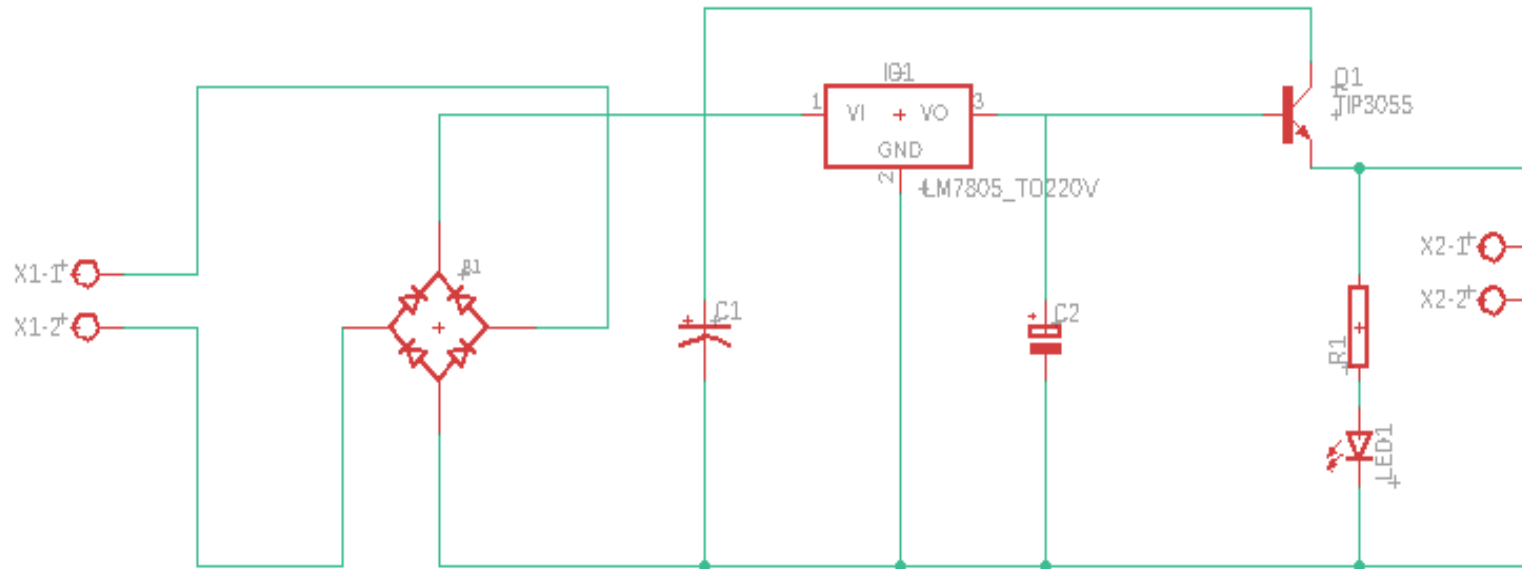 IC1
Q1
TIP3055
1
VI
VO
3
GND
2
LM7805_TO220V
X1-1
X1-2
B1
C1
C2
R1
LED1
X2-1
X2-2